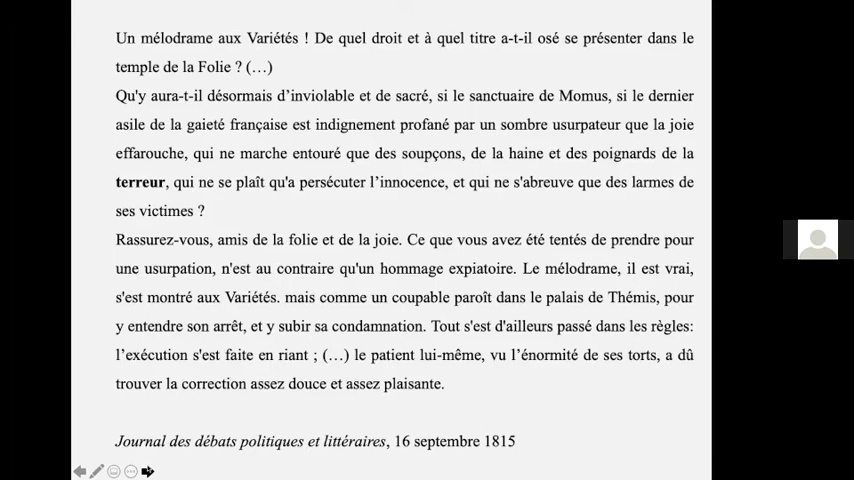 Un mélodrame aux Variétés ! De quel droit et à quel titre a-t-il osé se présenter dans le
temple de la Folie ? (…)
Qu'y aura-t-il désormais d’inviolable et de sacré, si le sanctuaire de Momus, si le dernier
asile de la gaieté française est indignement profané par un sombre usurpateur que la joie
effarouche, qui ne marche entouré que des soupçons, de la haine et des poignards de la
terreur, qui ne se plaît qu'a persécuter l’innocence, et qui ne s'abreuve que des larmes de
ses victimes ?
Rassurez-vous, amis de la folie et de la joie. Ce que vous avez été tentés de prendre pour
une usurpation, n'est au contraire qu'un hommage expiatoire. Le mélodrame, il est vrai,
s'est montré aux Variétés. mais comme un coupable paroît dans le palais de Thémis, pour
y entendre son arrêt, et y subir sa condamnation. Tout s'est d'ailleurs passé dans les règles:
l’exécution s'est faite en riant ; (…) le patient lui-même, vu l’énormité de ses torts, a dû
trouver la correction assez douce et assez plaisante.
Journal des débats politiques et littéraires, 16 septembre 1815